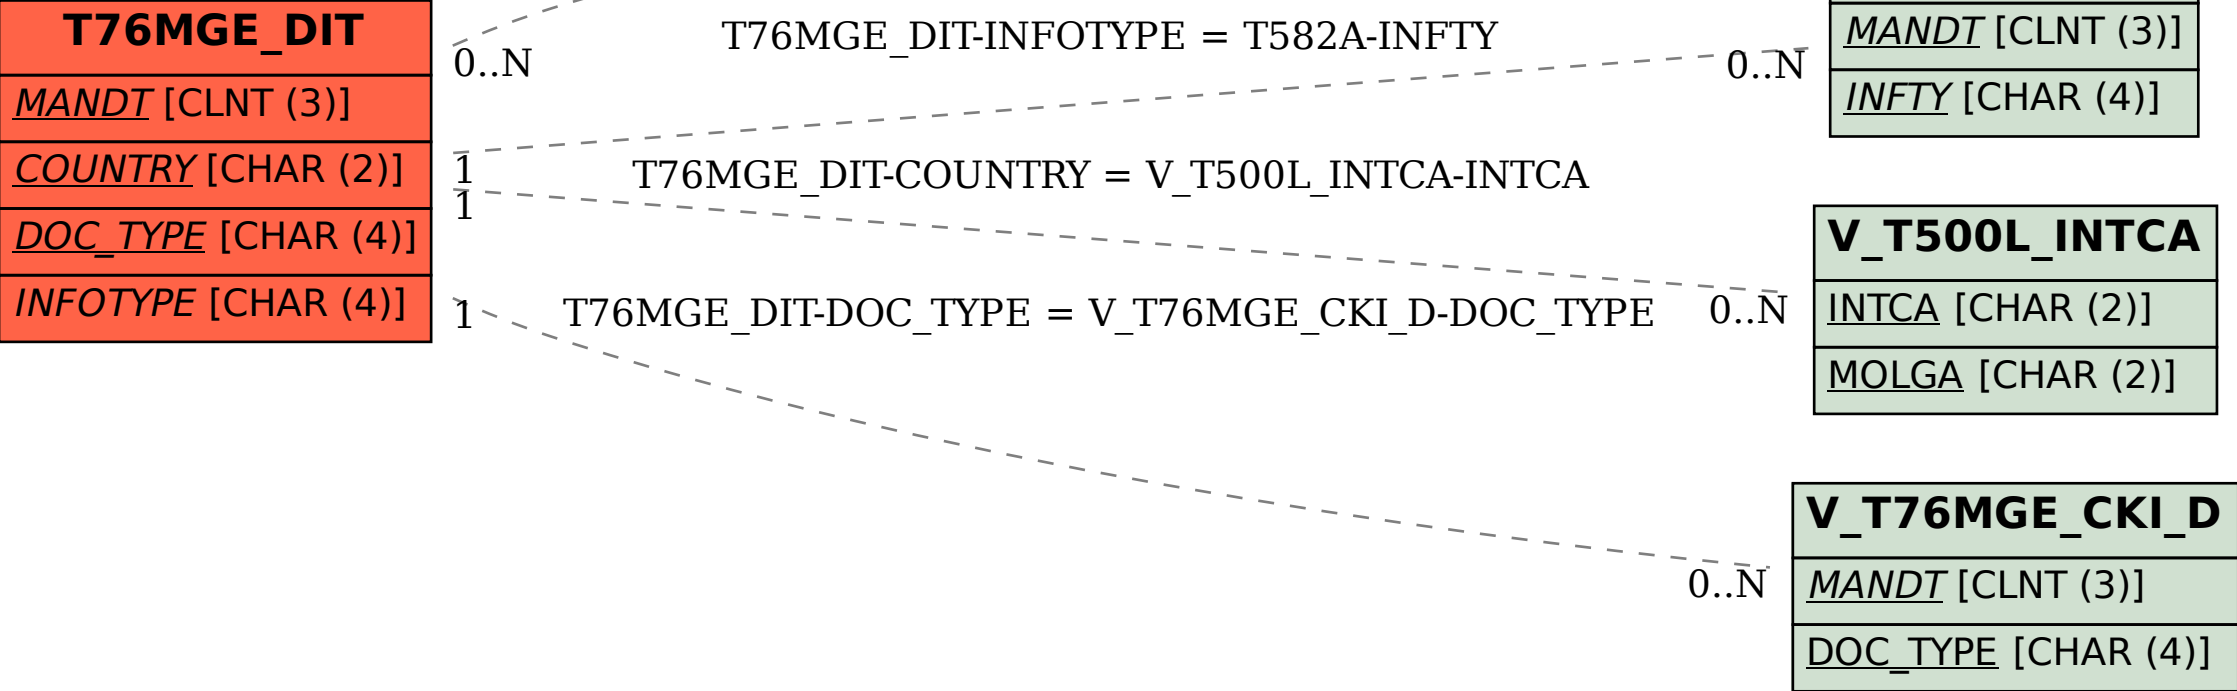 T76MGE_DIT
MANDT [CLNT (3)]
COUNTRY [CHAR (2)]
DOC_TYPE [CHAR (4)]
INFOTYPE [CHAR (4)]
0..N
T76MGE_DIT-INFOTYPE = T582A-INFTY
0..N
1
T76MGE_DIT-COUNTRY = V_T500L_INTCA-INTCA
1
0..N
1
T76MGE_DIT-DOC_TYPE = V_T76MGE_CKI_D-DOC_TYPE
0..N
MANDT [CLNT (3)]
INFTY [CHAR (4)]
V_T500L_INTCA
INTCA [CHAR (2)]
MOLGA [CHAR (2)]
V_T76MGE_CKI_D
MANDT [CLNT (3)]
DOC_TYPE [CHAR (4)]